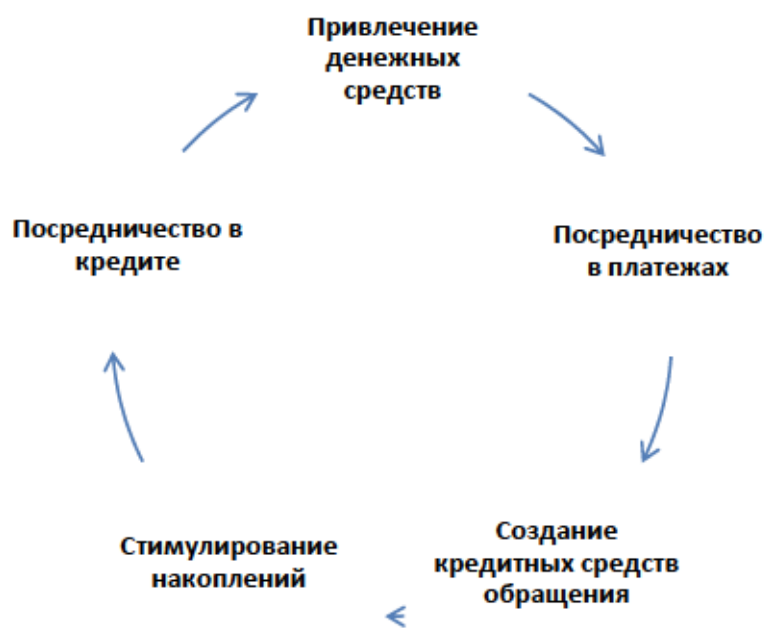 Привлечение
денежных
средств
Посредничество
в платежах
Создание
кредитных средств
обращения
Стимулирование
накоплений
Посредничество в
кредите